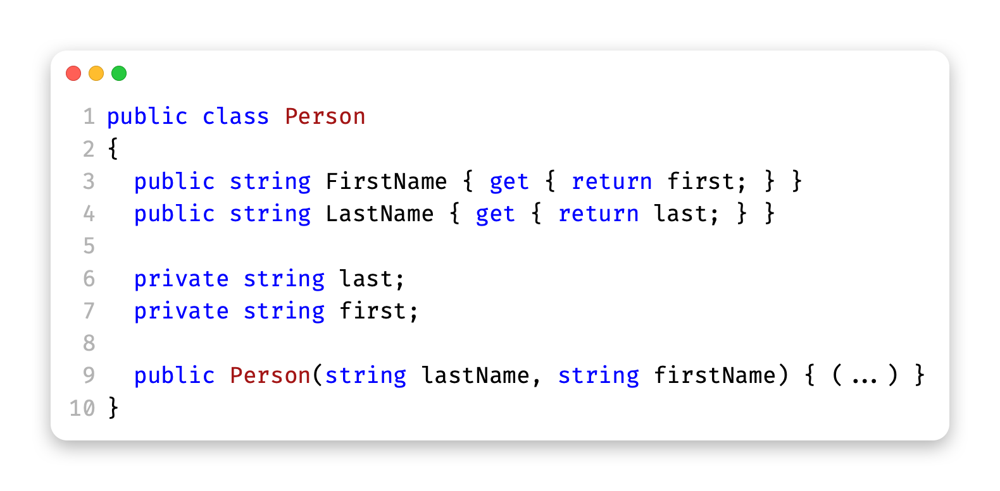 1 public class Person
2 {
3   public string FirstName { get { return first; } }
4   public string LastName { get { return last; } }
5
6   private string last;
7   private string first;
8
9   public Person(string lastName, string firstName) { (...) }
10 }